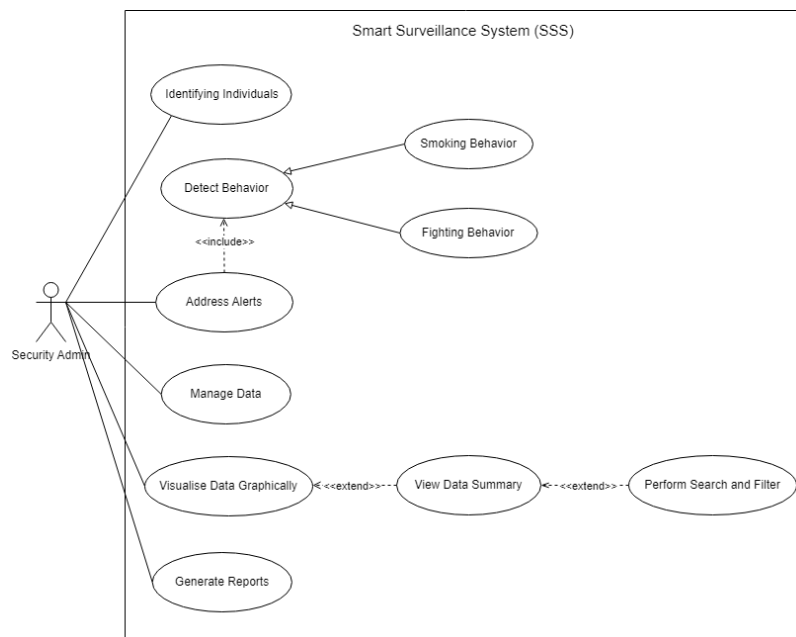 Smart Surveillance System (SSS)
Identifying Individuals
Smoking Behavior
Detect Behavior
Fighting Behavior
<<include>>
Address Alerts
Security Admin
Manage Data
Visualise Data Graphically
<<extend>>
View Data Summary
<<extend>>
Perform Search and Filter
Generate Reports